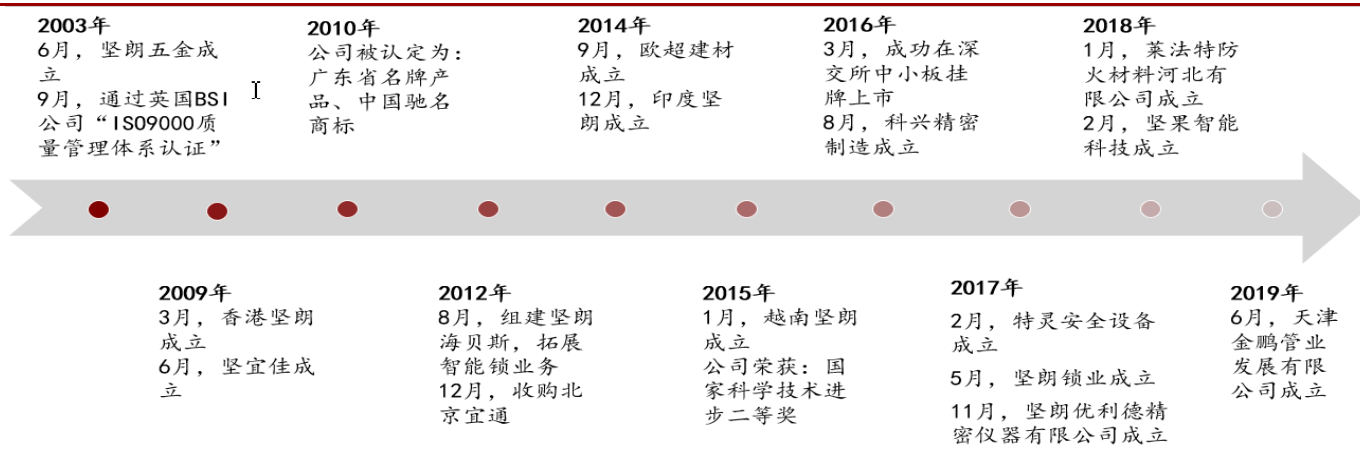 2003年
6月，坚朗五金成
立
9月，通过英国BSI
公司“ISO9000质
量管理体系认证”
2010年
公司被认定为：
广东省名牌产
品、中国驰名
商标
2014年
9月，欧超建材
成立
12月，印度坚
朗成立
2016年
3月，成功在深
交所中小板挂
牌上市
8月，科兴精密
制造成立
2018年
1月，莱法特防
火材料河北有
限公司成立
2月，坚果智能
科技成立
2009年
3月，香港坚朗
成立
6月，坚宜佳成
立
2012年
8月，组建坚朗
海贝斯，拓展
智能锁业务
12月，收购北
京宜通
2015年
1月，越南坚朗
成立
公司荣获：国
家科学技术进
步二等奖
2017年
2月，特灵安全设备
成立
5月，坚朗锁业成立
11月，坚朗优利德精
密仪器有限公司成立
2019年
6月，天津
金鹏管业
发展有限
公司成立